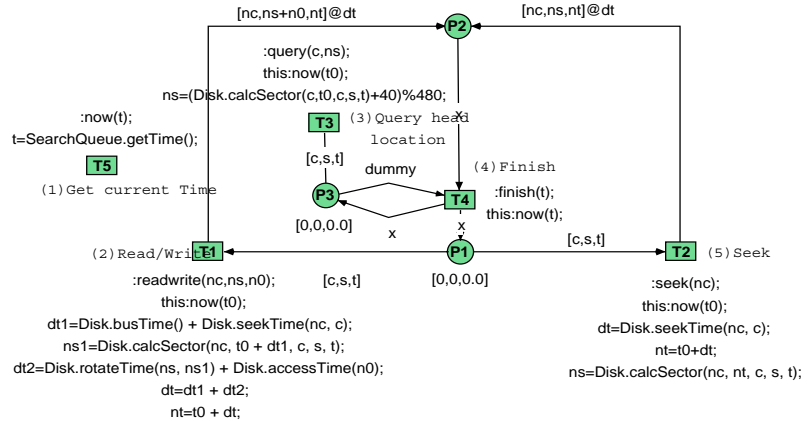 [nc,ns+n0,nt]@dt
P2
[nc,ns,nt]@dt
:query(c,ns);
this:now(t0);
ns=(Disk.calcSector(c,t0,c,s,t)+40)%480;
x
:now(t);
t=SearchQueue.getTime();
T3
(3)Query head
location
T5
(1)Get current Time
[c,s,t]
dummy
(4)Finish
P3
T4
:finish(t);
this:now(t);
[0,0,0.0]
x
x
[c,s,t]
(2)Read/Write
T1
P1
T2
(5)Seek
:readwrite(nc,ns,n0);
[c,s,t]
[0,0,0.0]
:seek(nc);
this:now(t0);
this:now(t0);
dt1=Disk.busTime() + Disk.seekTime(nc, c);
dt=Disk.seekTime(nc, c);
ns1=Disk.calcSector(nc, t0 + dt1, c, s, t);
nt=t0+dt;
dt2=Disk.rotateTime(ns, ns1) + Disk.accessTime(n0);
ns=Disk.calcSector(nc, nt, c, s, t);
dt=dt1 + dt2;
nt=t0 + dt;